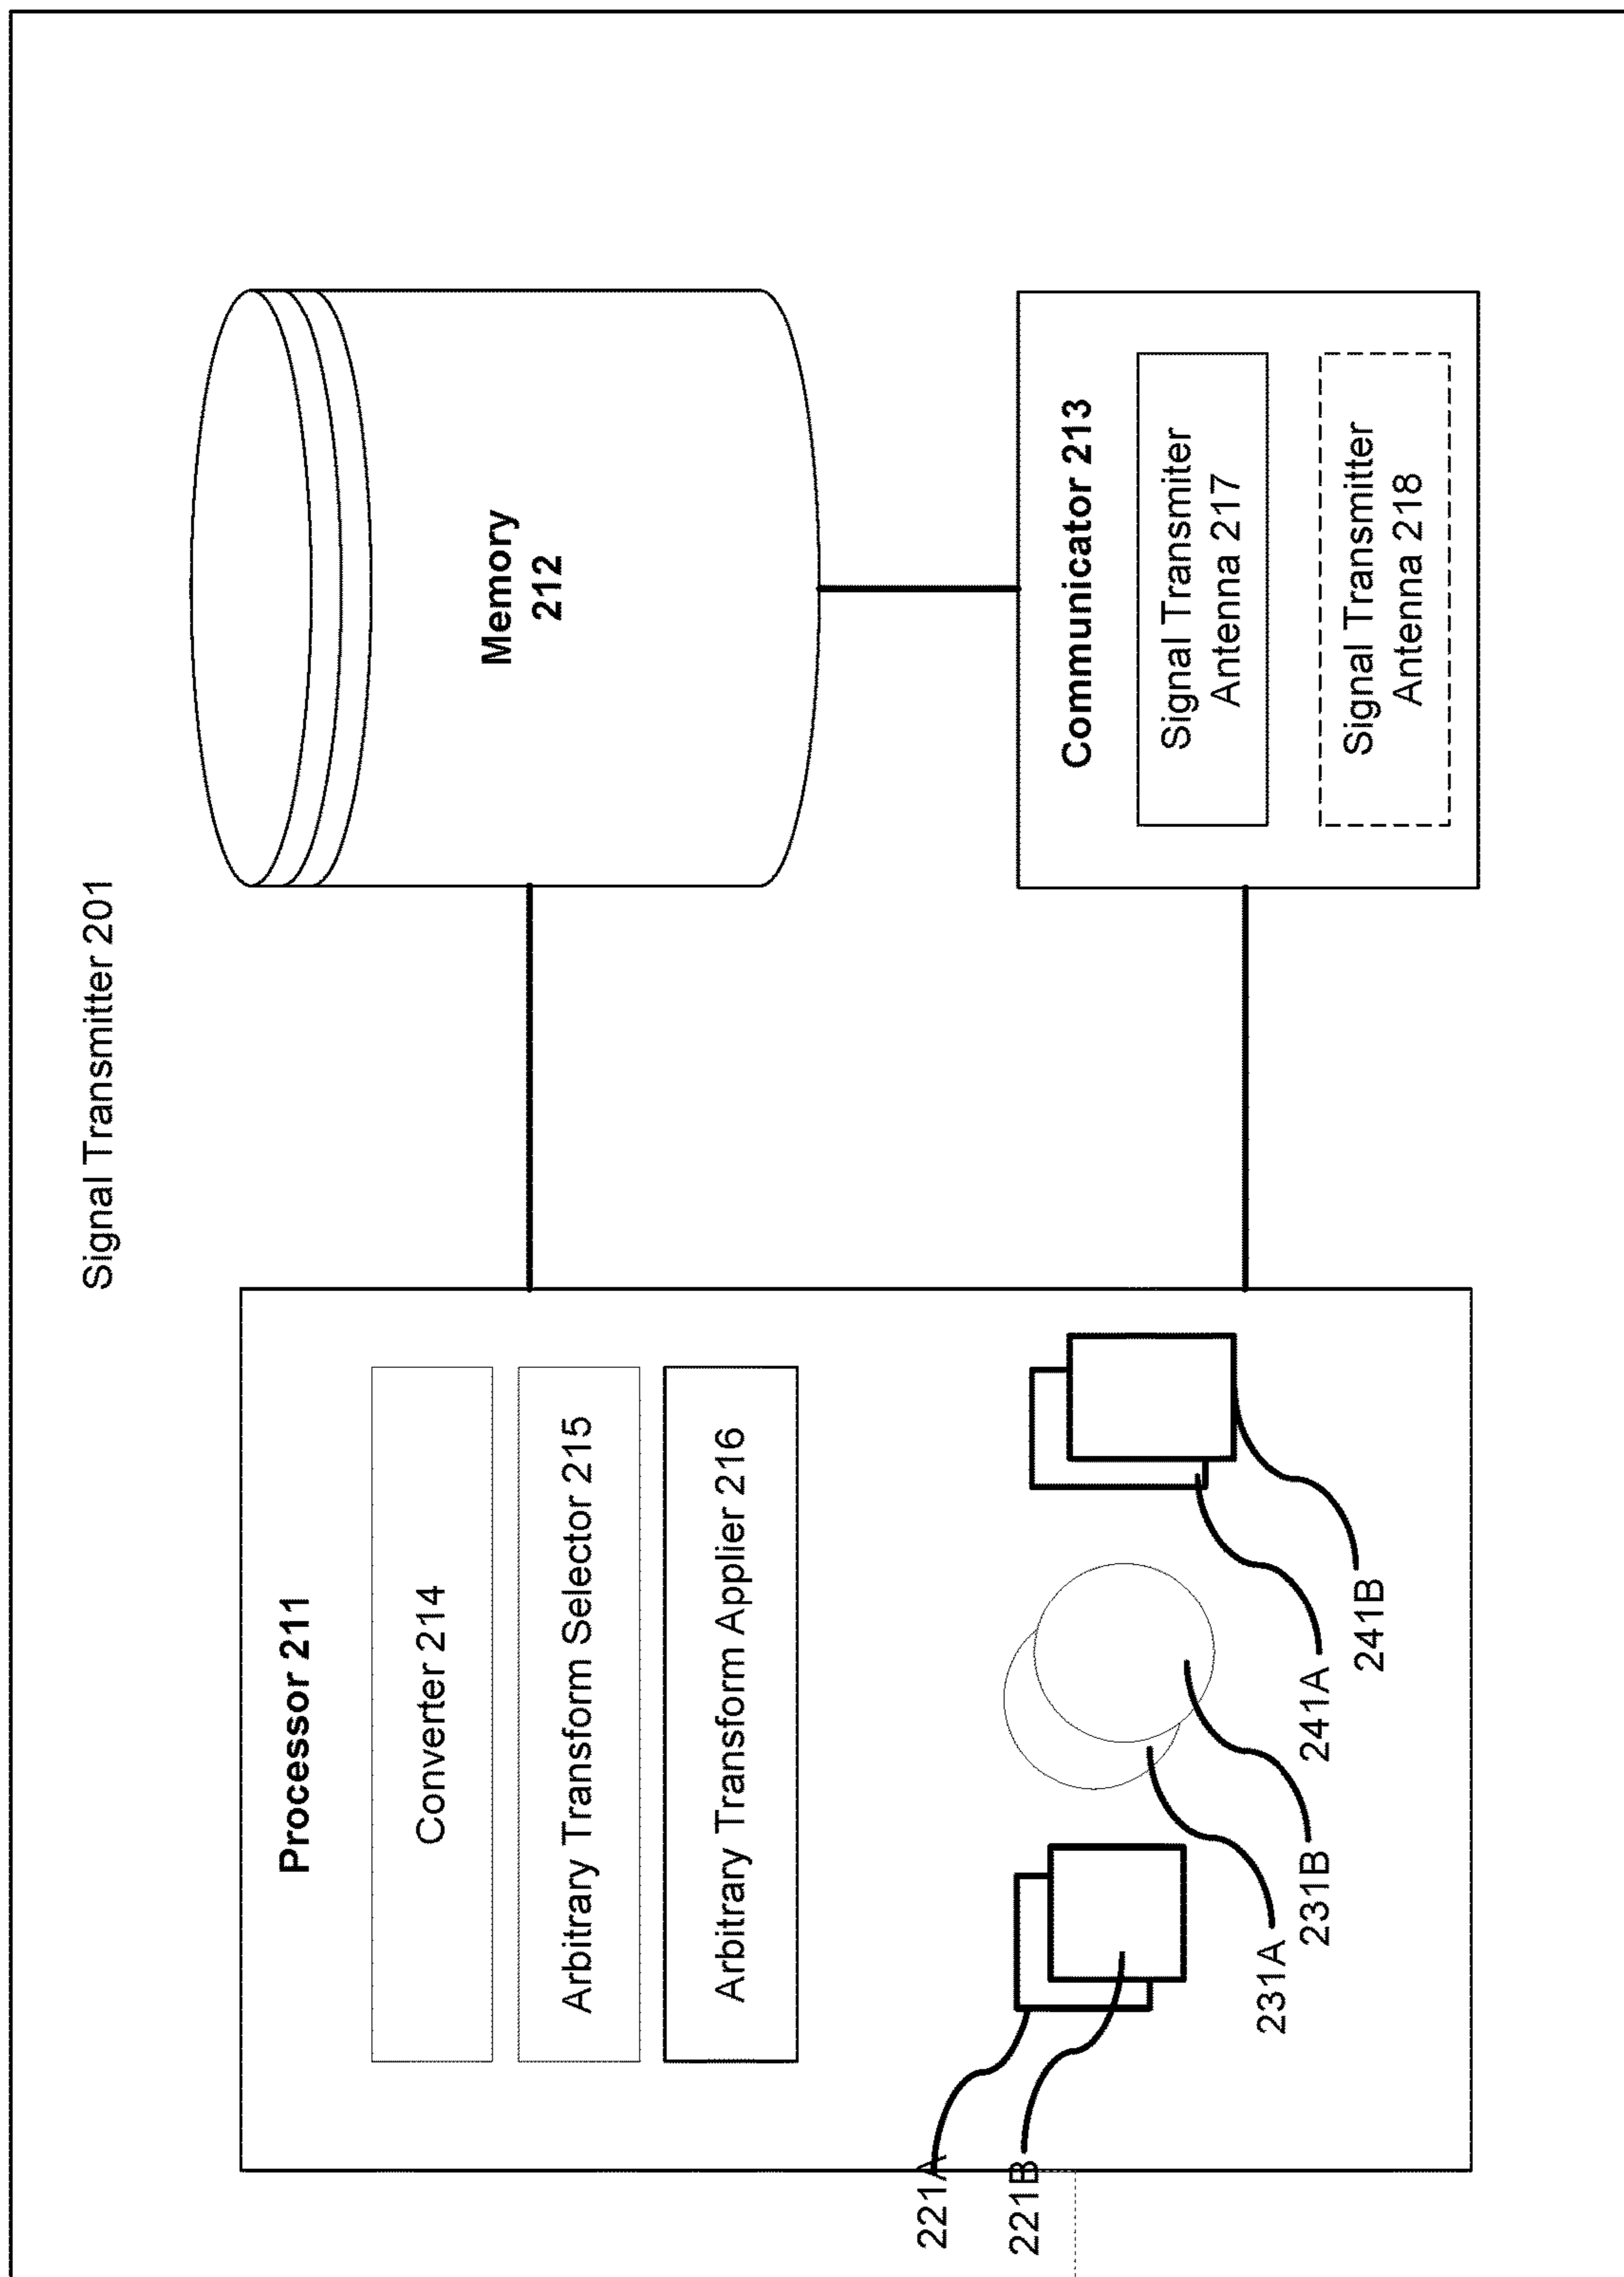 Signal Transmitter 201
Processor 211
Converter 214
Arbitrary Transform Selector 215
Arbitrary Transform Applier 216
221A
221B
231A
231B
241A
241B
Memory
212
Communicator 213
Signal Transmiter
Antenna 217
Signal Transmitter
Antenna 218